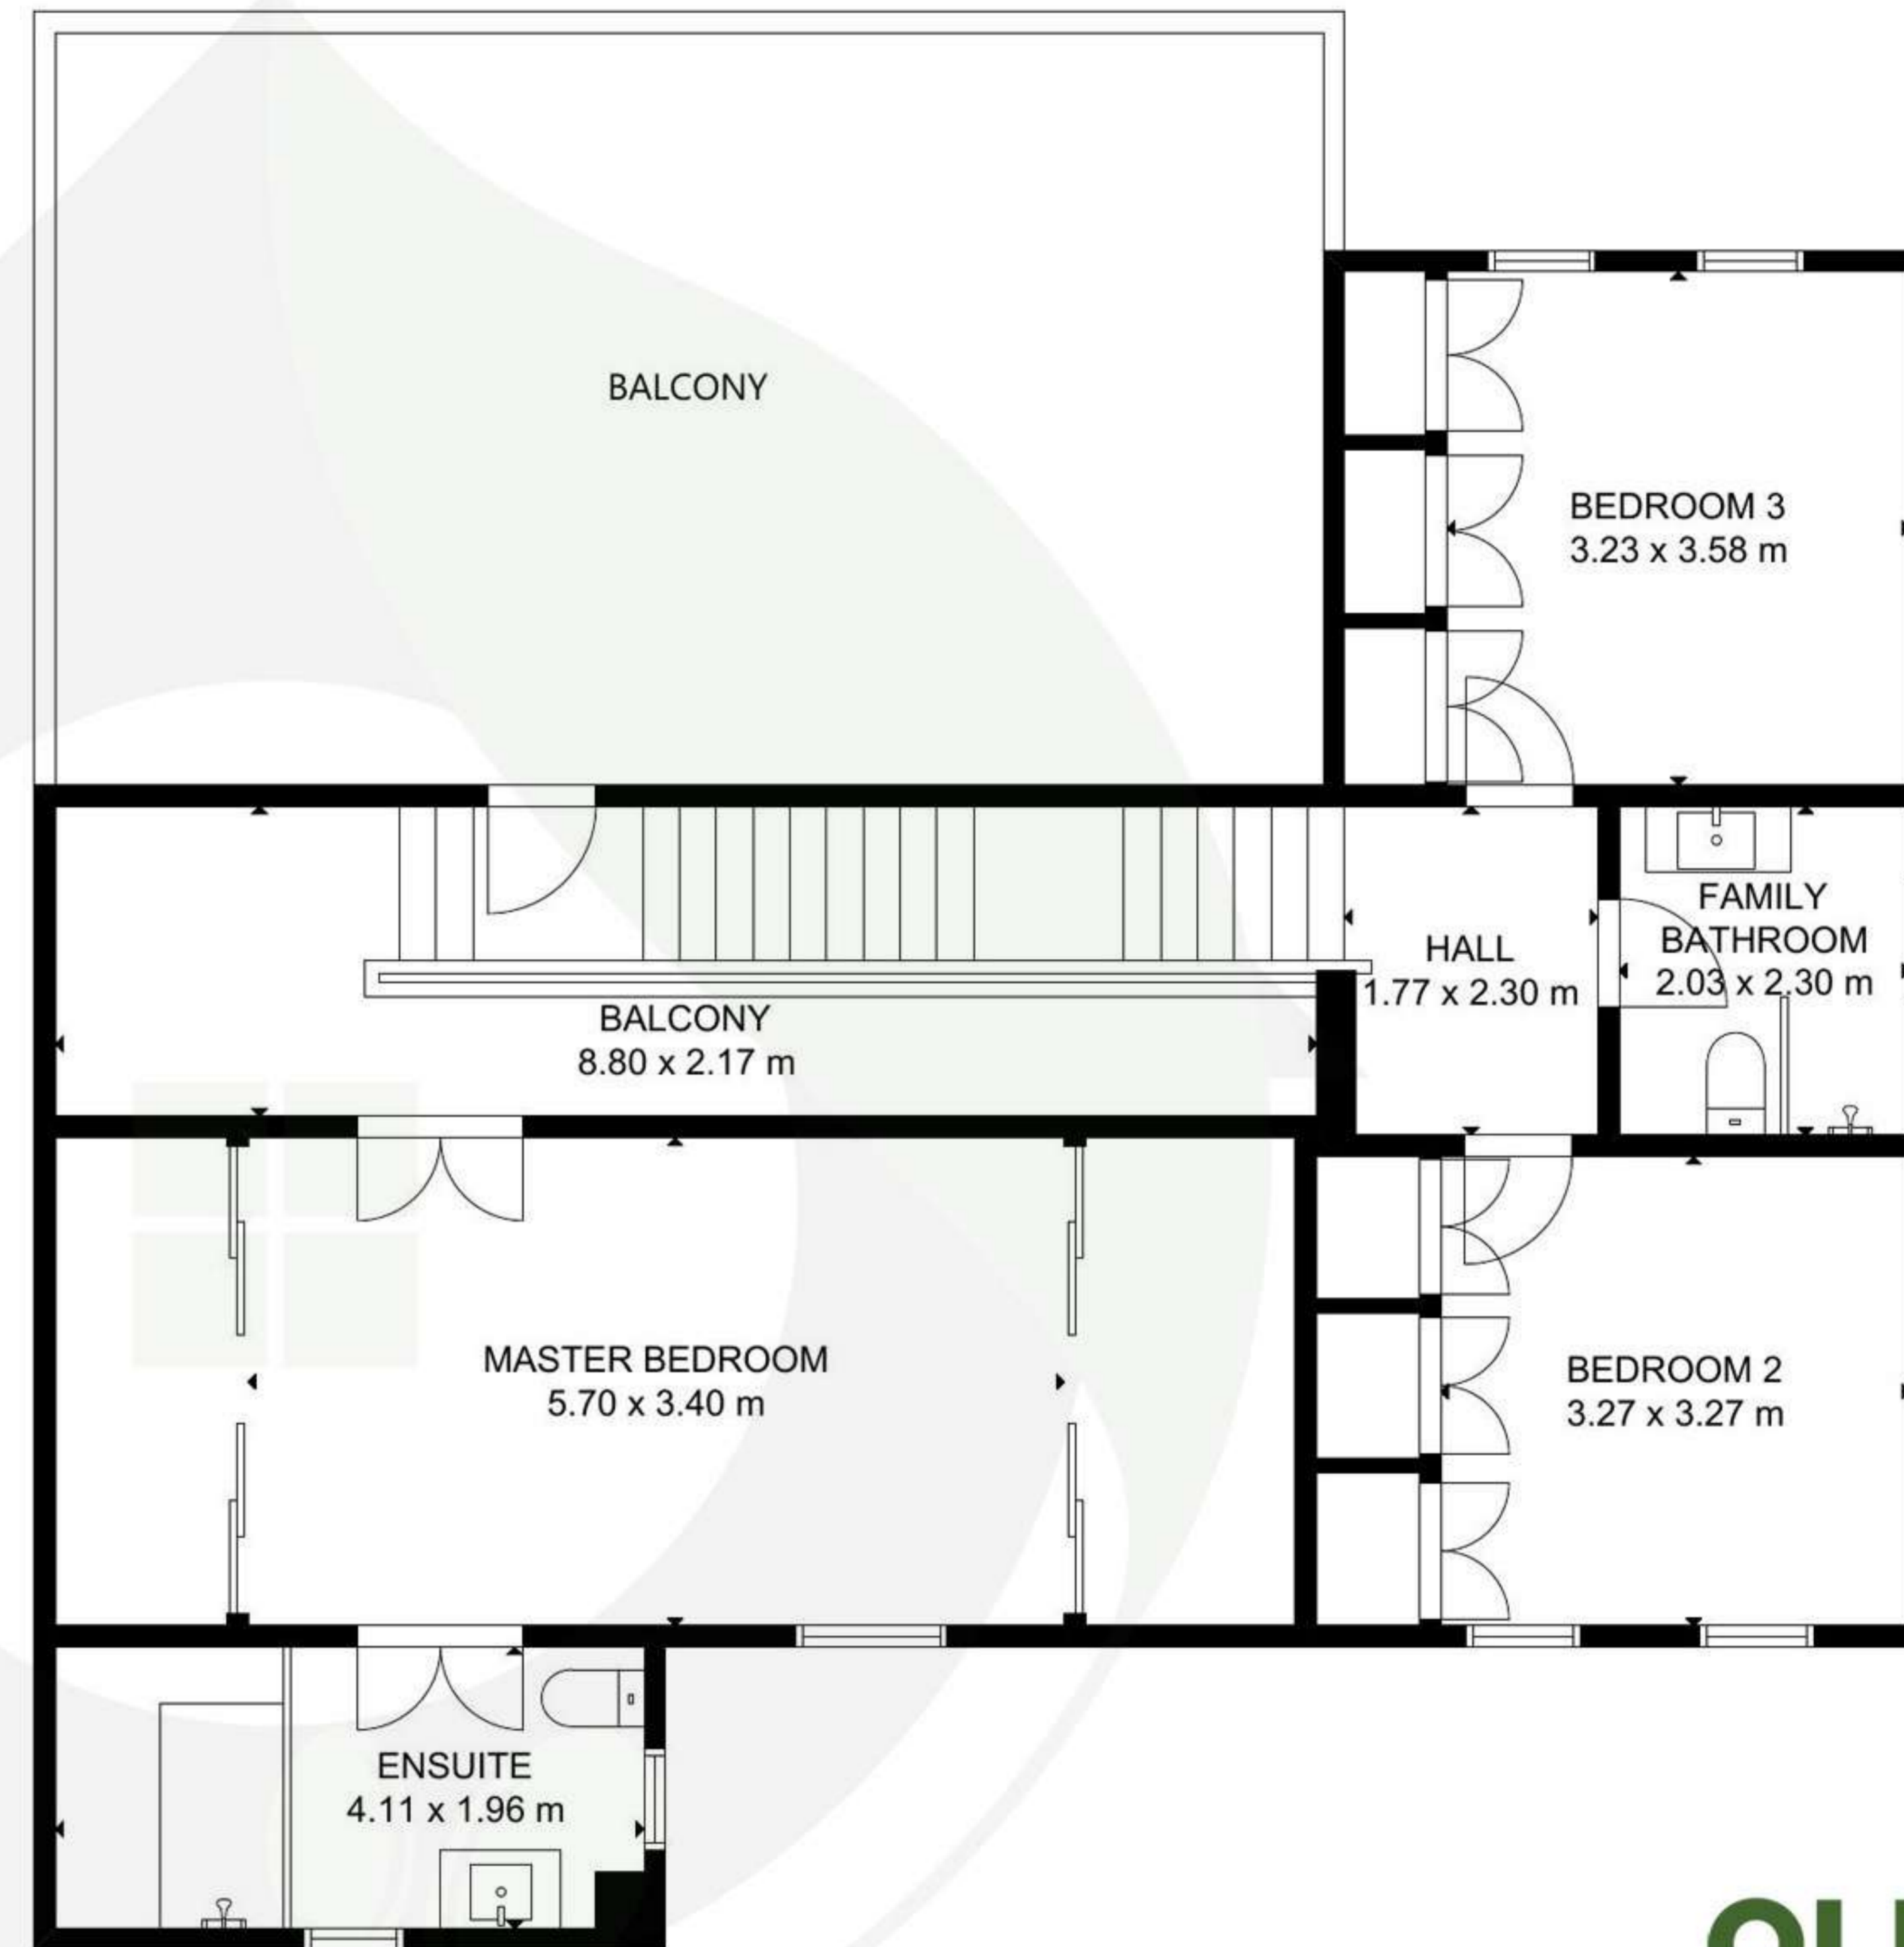 BALCONY
BEDROOM 3
3.23 x 3.58 m
FAMILY
BATHROOM
2.03 x 2.30 m
HALL
1.77 x 2.30 m
BALCONY
8.80 x 2.17 m
MASTER BEDROOM
5.70 x 3.40 m
BEDROOM 2
3.27 x 3.27 m
ENSUITE
4.11 x 1.96 m